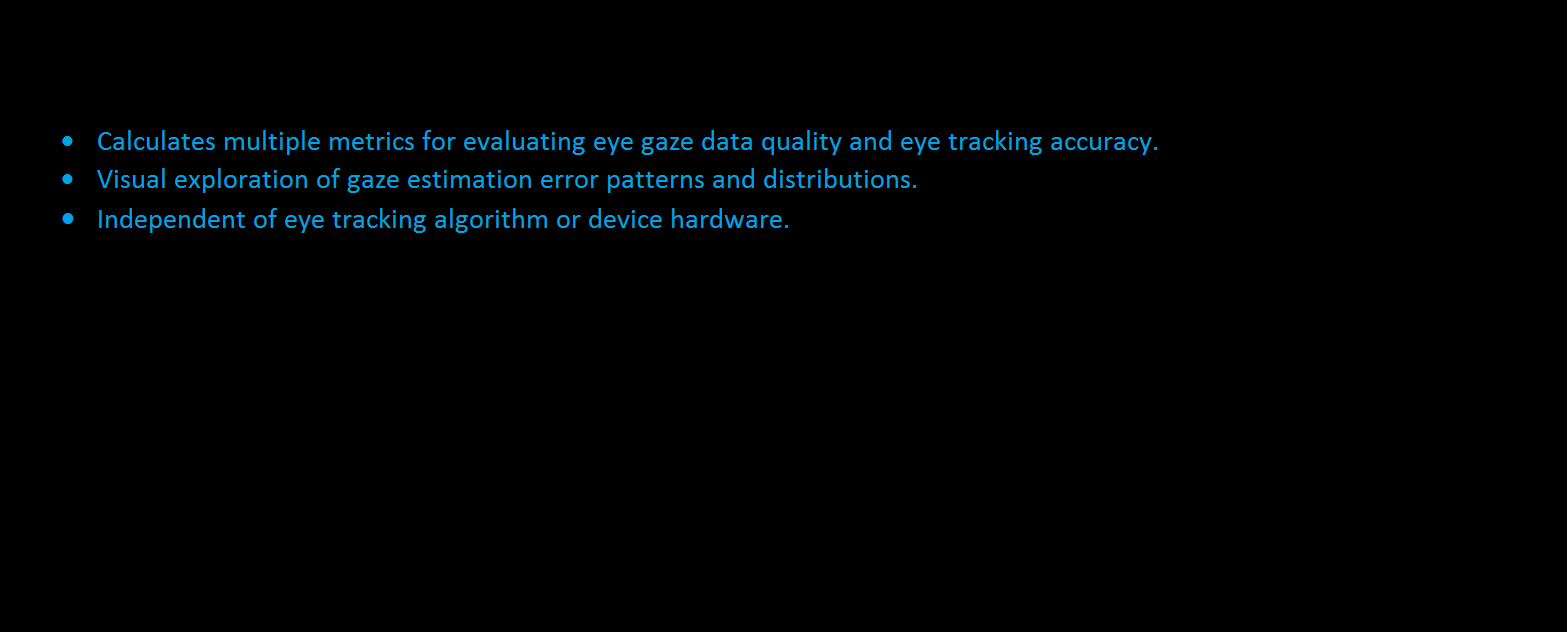 • Calculates multiple metrics for evaluating eye gaze data quality and eye tracking accuracy.
• Visual exploration of gaze estimation error patterns and distributions.
• Independent of eye tracking algorithm or device hardware.